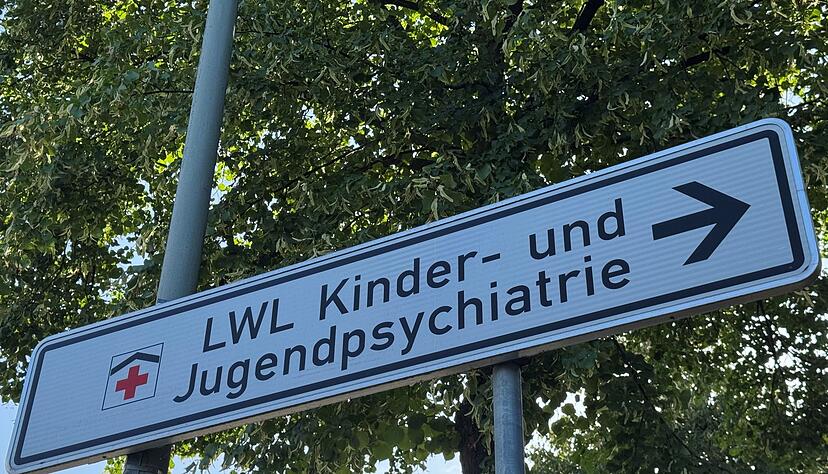 LWL Kinder- und
Jugendpsychiatrie